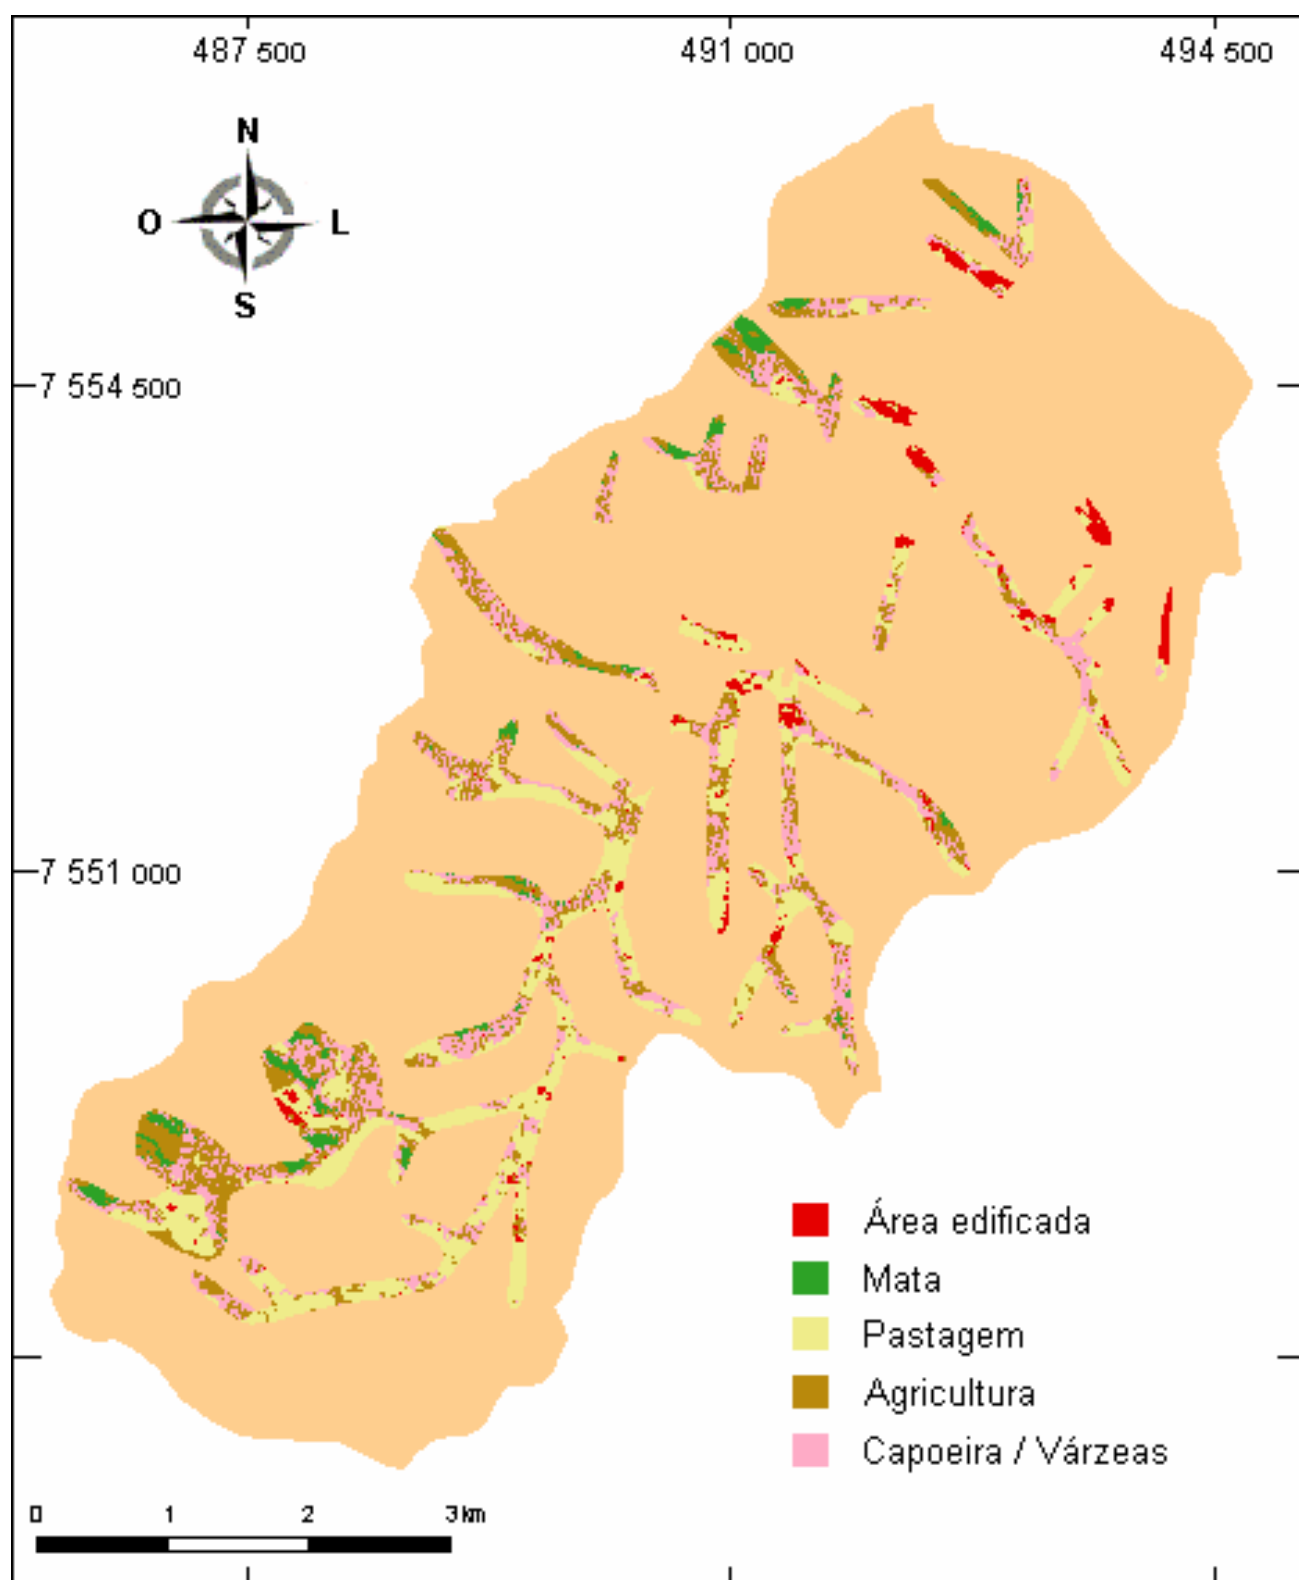 487 500
491 000
494 500
N
O
L
S
7 554 500
7 551 000
Área edificada
Mata
Pastagem
Agricultura
Capoeira / Várzeas
0 1 2 3 km